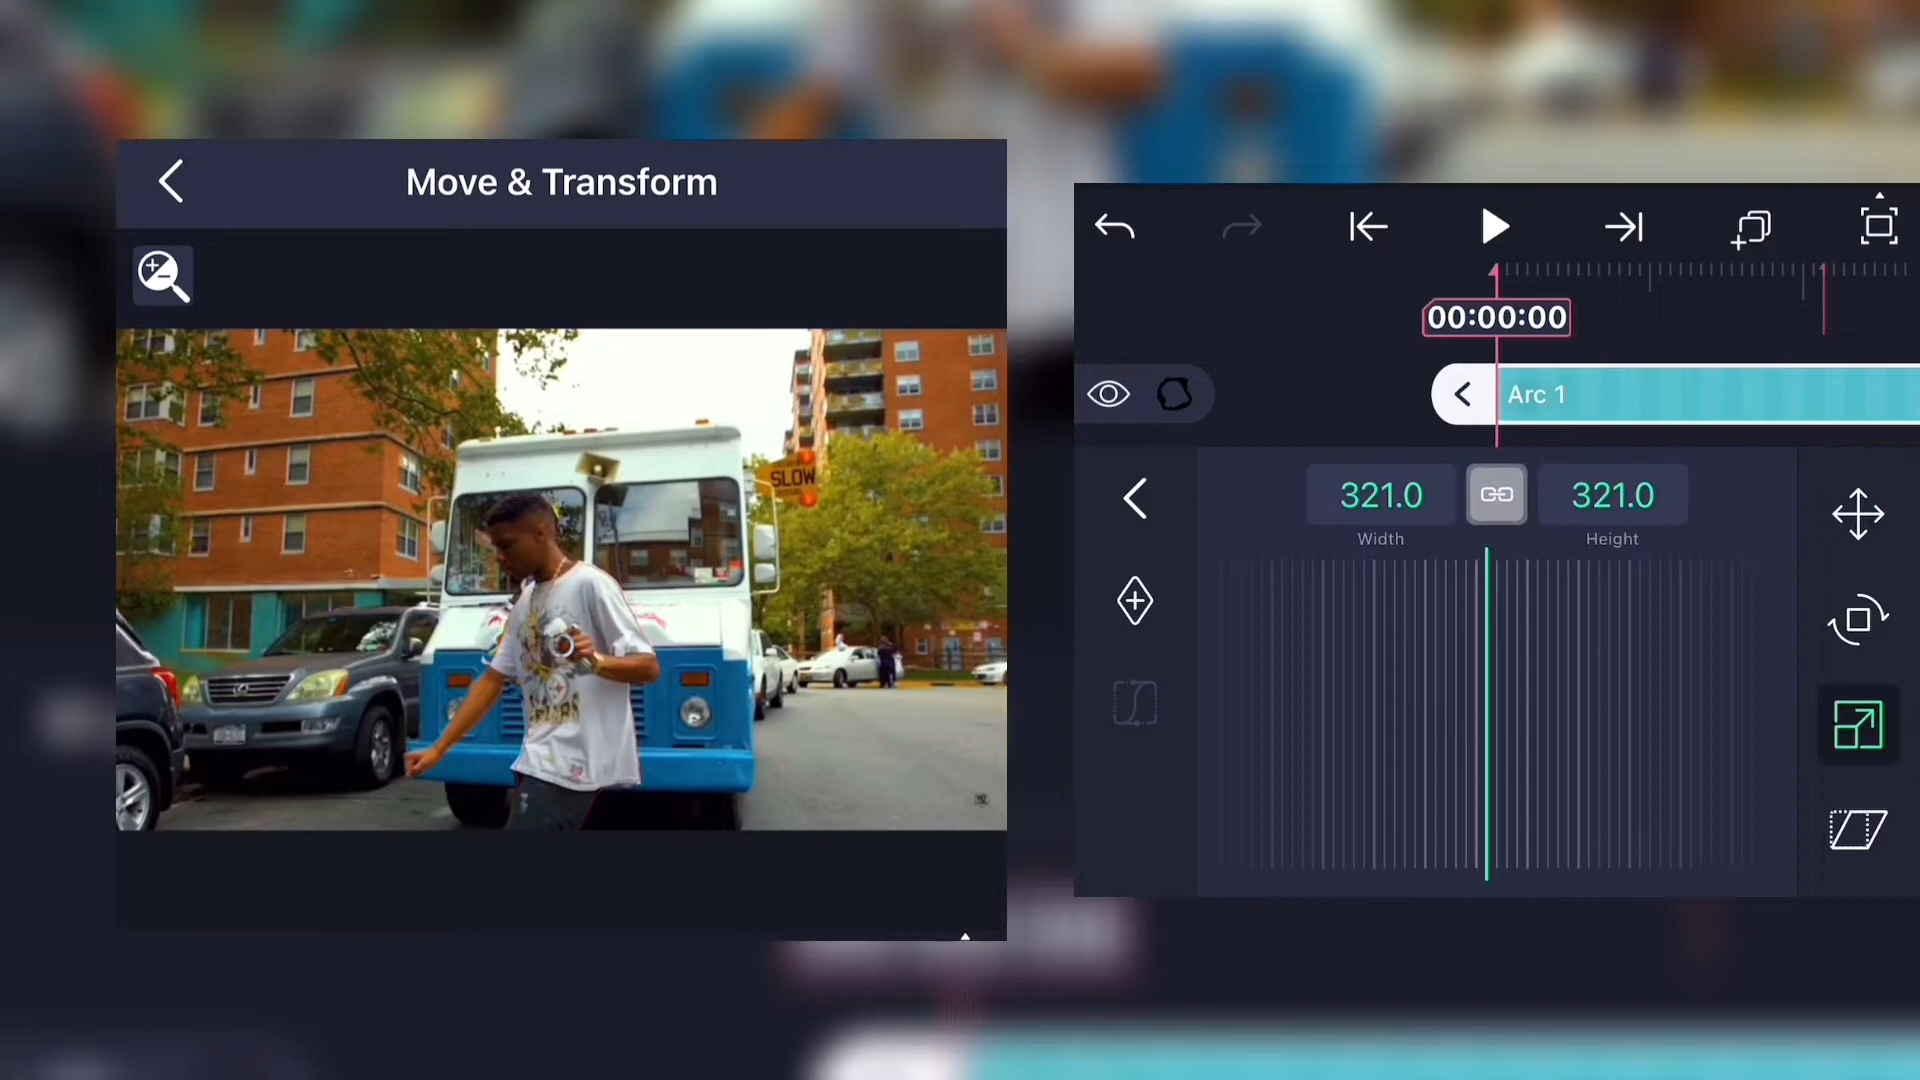 Move & Transform
SLOW
00:00:00
Arc 1
321.0
321.0
Width
Height